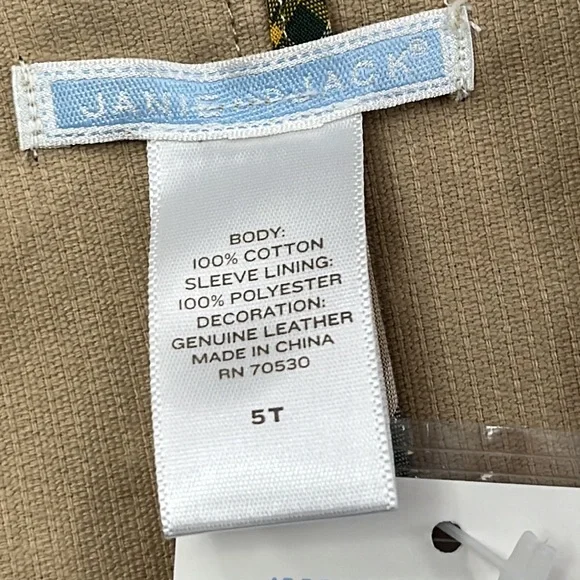 JANIE AND JACK®
BODY:
100% COTTON
SLEEVE LINING:
100% POLYESTER
DECORATION:
GENUINE LEATHER
MADE IN CHINA
RN 70530
5T